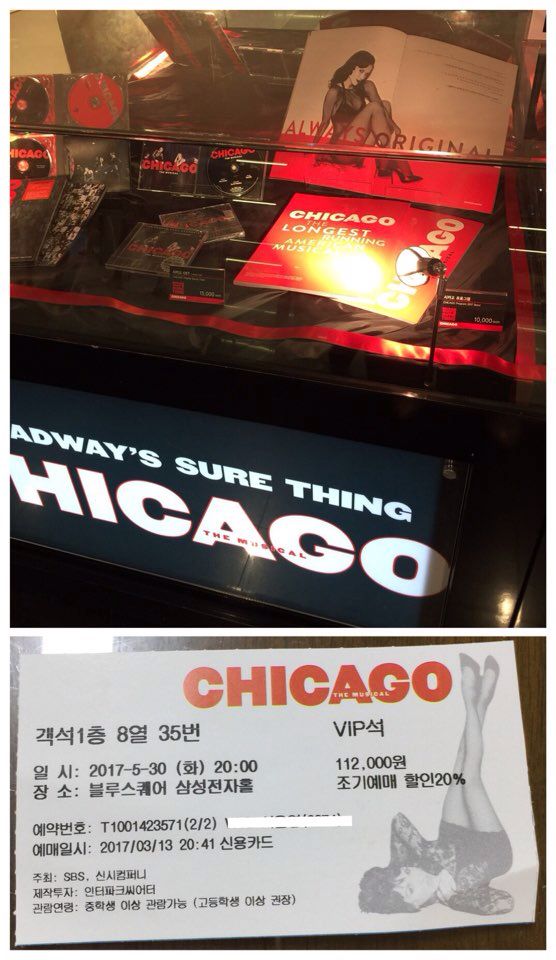 CHICAGO
CHICAGO
THE MUSICAL
CHICAGO
ALWAYS ORIGINAL
CHICAGO
THE
LONGEST
RUNNING
AMERICAN
MUSICAL
CHICAGO
15,000
10,000
ADWAY'S SURE THING
HICAGO
THE MUSICAL
CHICAGO
THE MUSICAL
객석1층 8열 35번
VIP석
일 시: 2017-5-30 (화) 20:00
112,000원
장 소: 블루스퀘어 삼성전자홀
조기예매 할인20%
예약번호: T1001423571(2/2)
예매일시: 2017/03/13 20:41 신용카드
주최: SBS, 신시컴퍼니
제작투자: 인터파크씨어터
관람연령: 중학생 이상 관람가능 (고등학생 이상 권장)